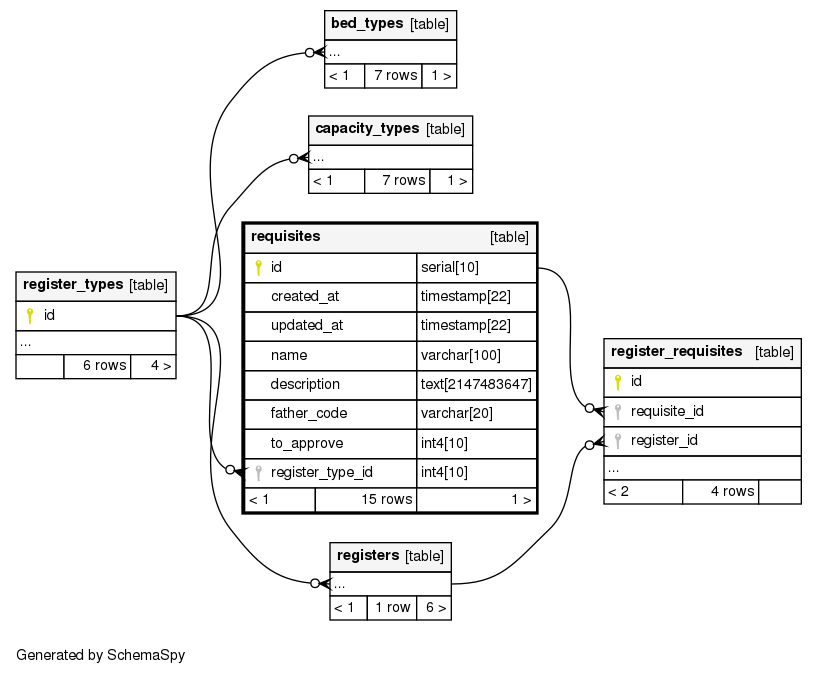 bed_types [table]
...
< 1 7 rows 1 >
capacity_types [table]
...
< 1 7 rows 1 >
requisites [table]
id serial[10]
created_at timestamp[22]
updated_at timestamp[22]
name varchar[100]
description text[2147483647]
father_code varchar[20]
to_approve int4[10]
register_type_id int4[10]
< 1 15 rows 1 >
register_types [table]
id
...
6 rows 4 >
register_requisites [table]
id
requisite_id
register_id
...
< 2 4 rows
registers [table]
...
< 1 1 row 6 >
Generated by SchemaSpy